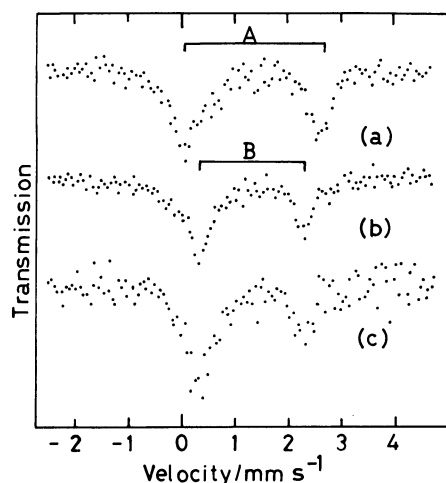 A
(a)
B
(b)
(c)
Transmission
-2 -1 0 1 2 3 4
Velocity/mm s⁻¹